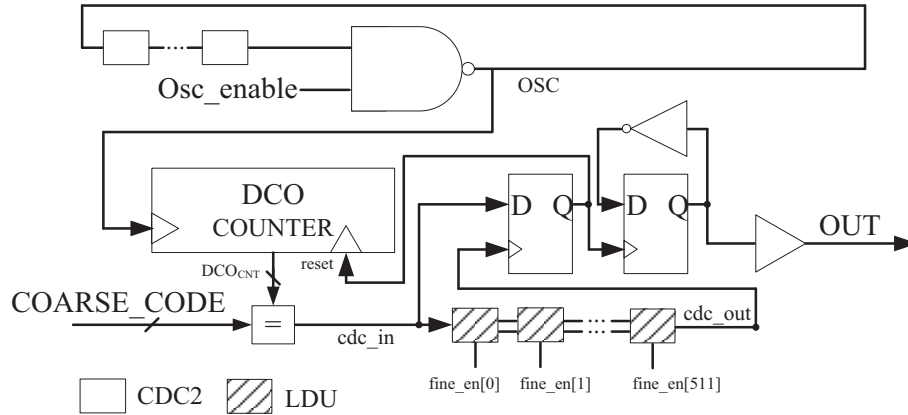 Osc_enable
OSC
DCO
COUNTER
reset
D Q
D Q
OUT
DCO_CNT
COARSE_CODE
=
cdc_in
cdc_out
fine_en[0]
fine_en[1]
fine_en[511]
CDC2
LDU